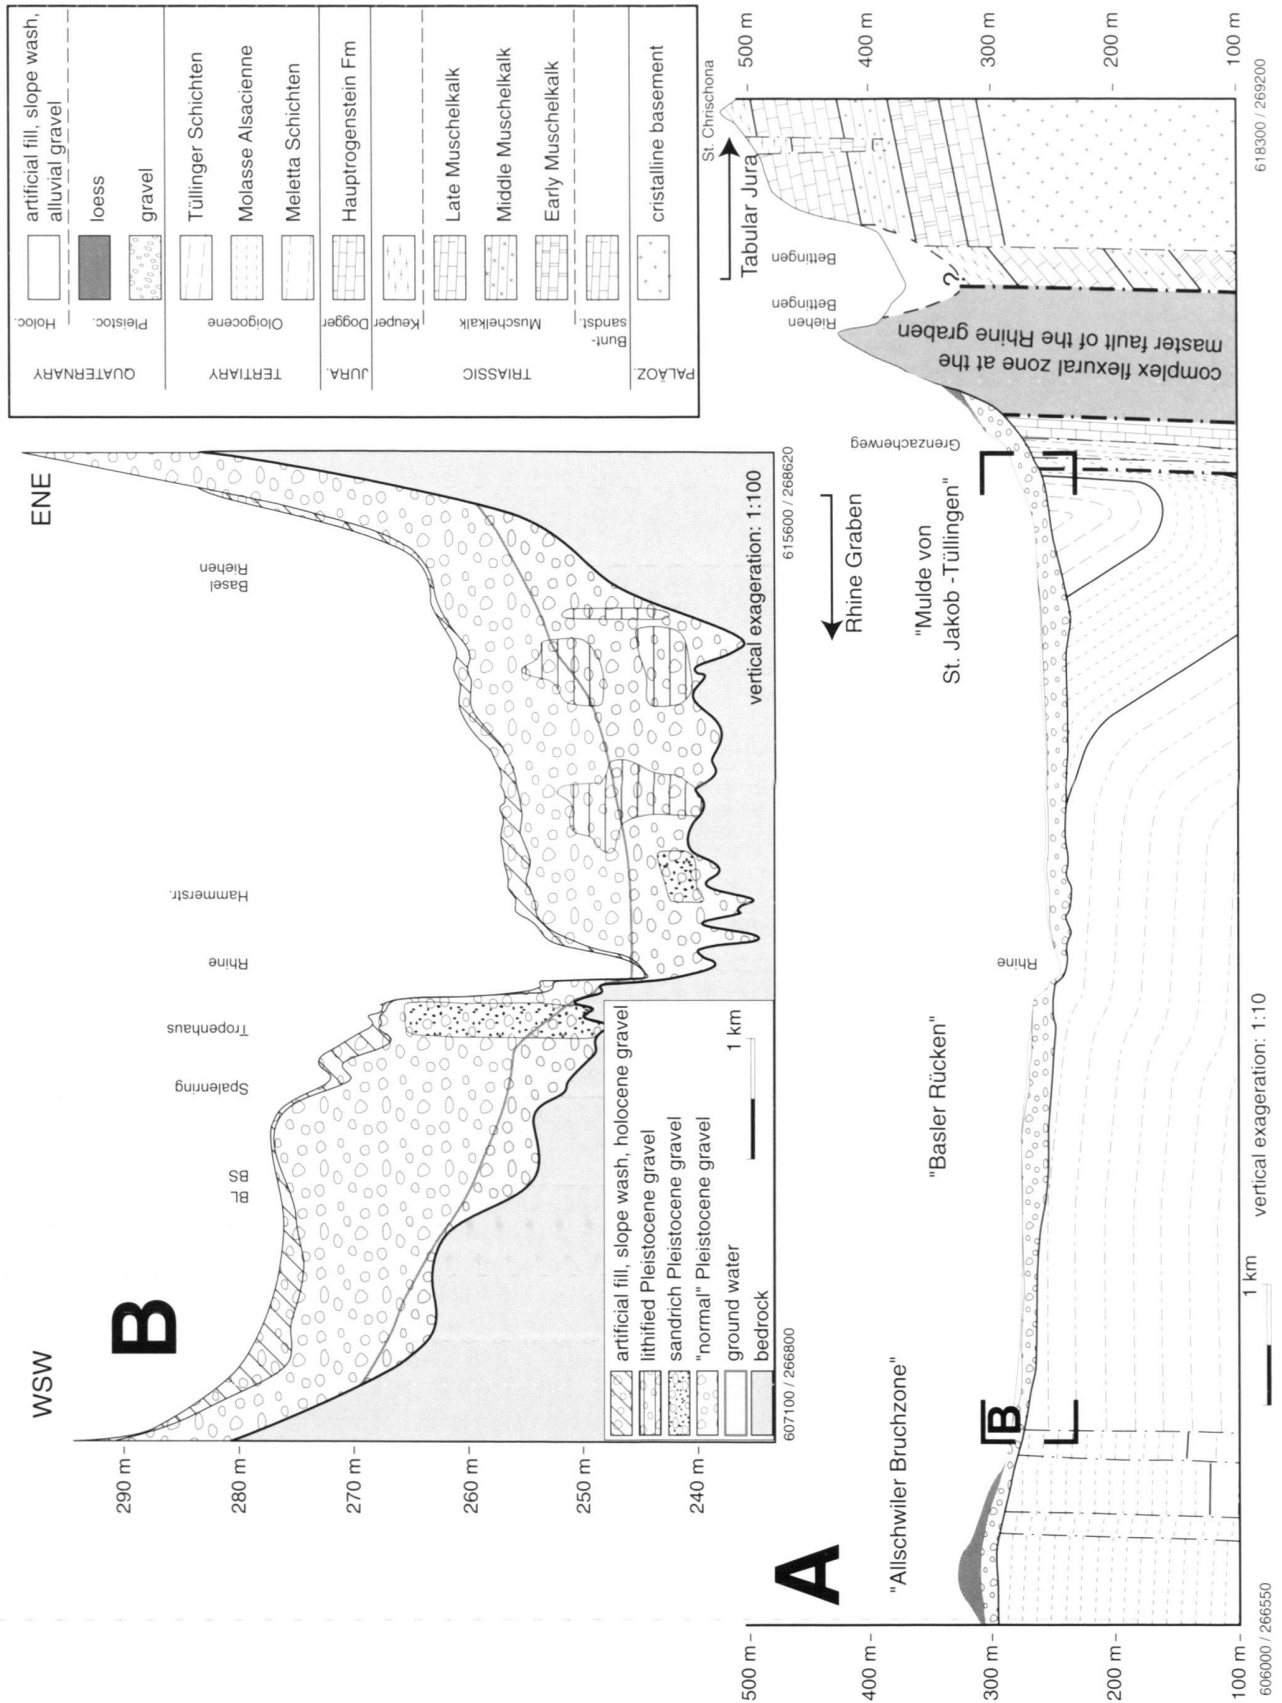 B
WSW
ENE
290 m
280 m
270 m
260 m
250 m
240 m
BL
BS
Spalenring
Tropenhaus
Rhine
Hammerstr.
Basel
Riehen
artificial fill, slope wash, holocene gravel
lithified Pleistocene gravel
sandrich Pleistocene gravel
"normal" Pleistocene gravel
ground water
bedrock
1 km
vertical exageration: 1:100
607100 / 266800
615600 / 268620
QUATERNARY
Holoc.
artificial fill, slope wash,
alluvial gravel
Pleistoc.
loess
gravel
TERTIARY
Oloigocene
Tüllinger Schichten
Molasse Alsacienne
Meletta Schichten
JURA.
Dogger
Hauptrogenstein Fm
TRIASSIC
Keuper
Muschelkalk
Late Muschelkalk
Middle Muschelkalk
Early Muschelkalk
Bunt-
sandst.
PALÄOZ.
cristalline basement
A
500 m
400 m
300 m
200 m
100 m
"Allschwiler Bruchzone"
B
"Basler Rücken"
Rhine
"Mulde von
St. Jakob -Tüllingen"
Rhine Graben
Grenzacherweg
Riehen
Bettingen
Bettingen
Tabular Jura
St. Chrischona
?
complex flexural zone at the
master fault of the Rhine graben
500 m
400 m
300 m
200 m
100 m
606000 / 266550
1 km
vertical exageration: 1:10
618300 / 269200